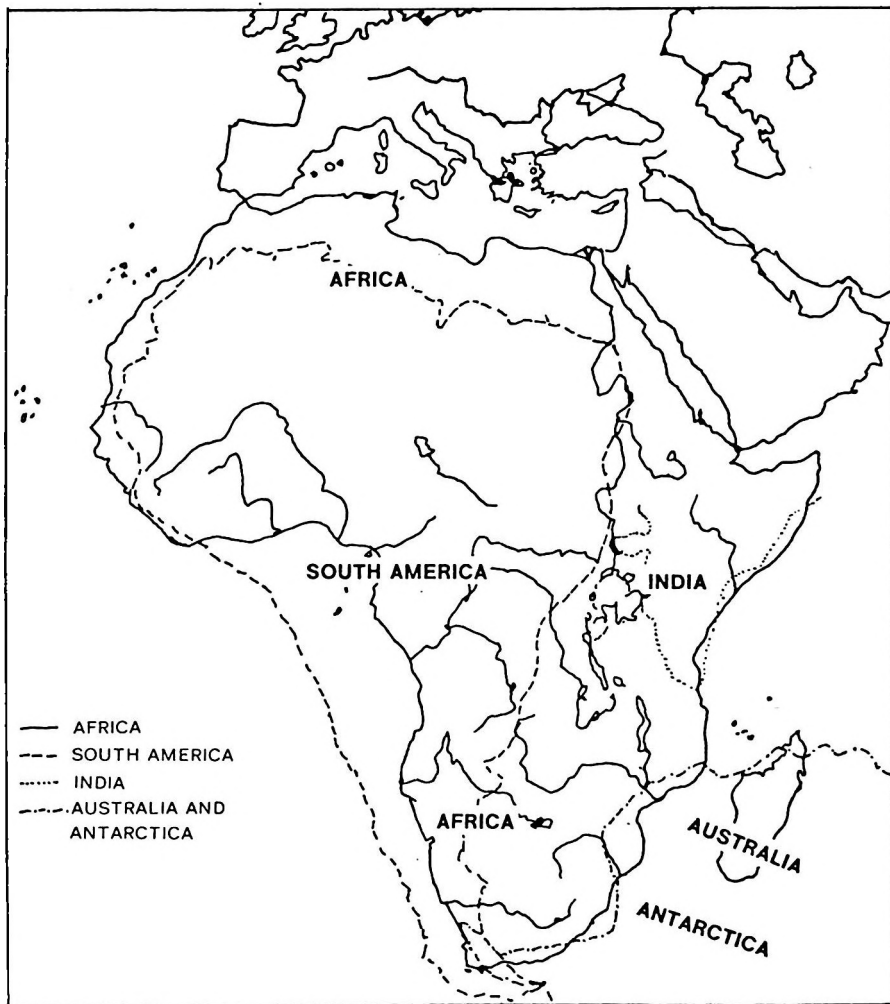 AFRICA
SOUTH AMERICA
INDIA
AFRICA
AUSTRALIA
ANTARCTICA
AFRICA
SOUTH AMERICA
INDIA
AUSTRALIA AND
ANTARCTICA